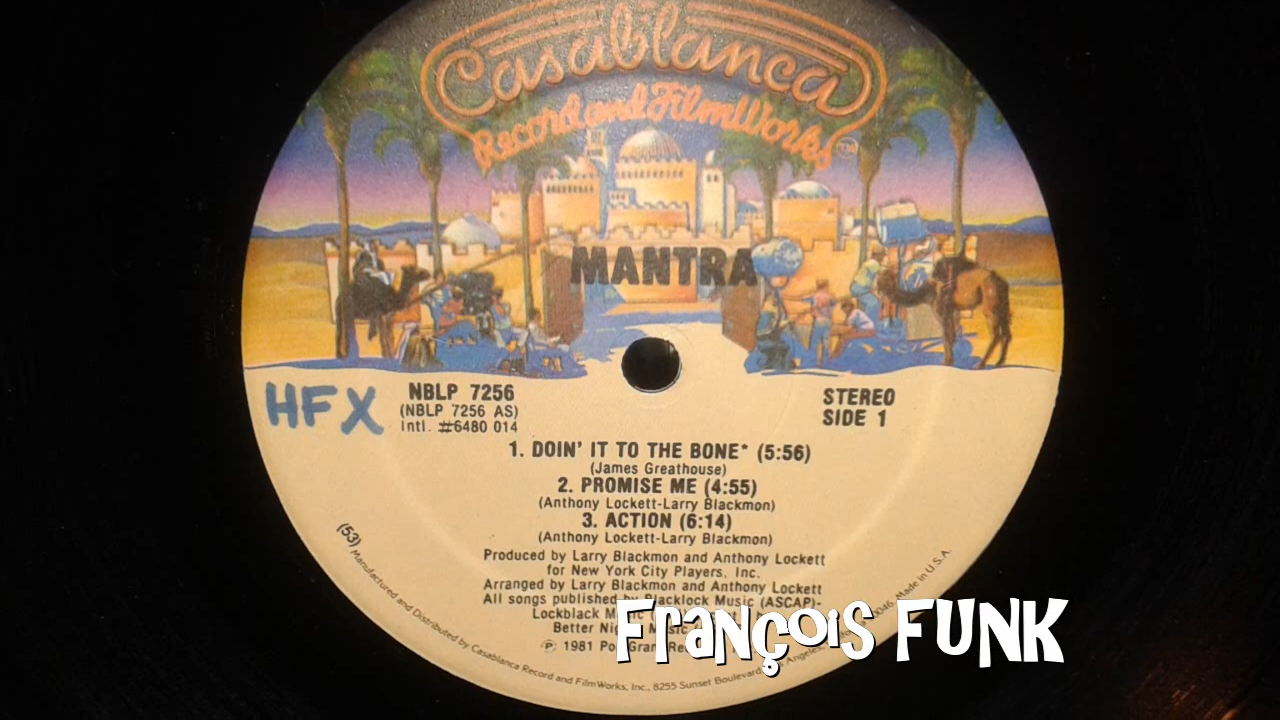 Casablanca
Record and FilmWorks
TM
MANTRA
HFX
NBLP 7256
(NBLP 7256 AS)
Intl. #6480 014
STEREO
SIDE 1
1. DOIN' IT TO THE BONE* (5:56)
(James Greathouse)
2. PROMISE ME (4:55)
(Anthony Lockett-Larry Blackmon)
3. ACTION (6:14)
(Anthony Lockett-Larry Blackmon)
Produced by Larry Blackmon and Anthony Lockett
for New York City Players, Inc.
Arranged by Larry Blackmon and Anthony Lockett
All songs published by Blacklock Music (ASCAP)-
Lockblack
Better
Ⓟ 1981
(53) Manufactured and Distributed by Casablanca Record and FilmWorks, Inc., 8255 Sunset Boulevard, Angeles, 90046. Made in U.S.A.
François FUNK